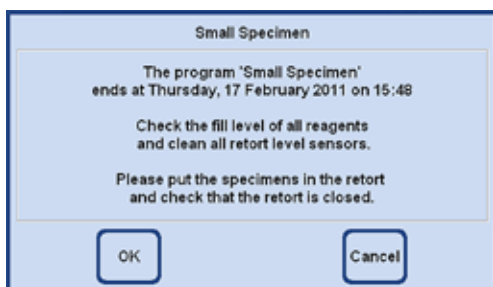 Small Specimen
The program 'Small Specimen'
ends at Thursday, 17 February 2011 on 15:48
Check the fill level of all reagents
and clean all retort level sensors.
Please put the specimens in the retort
and check that the retort is closed.
OK
Cancel